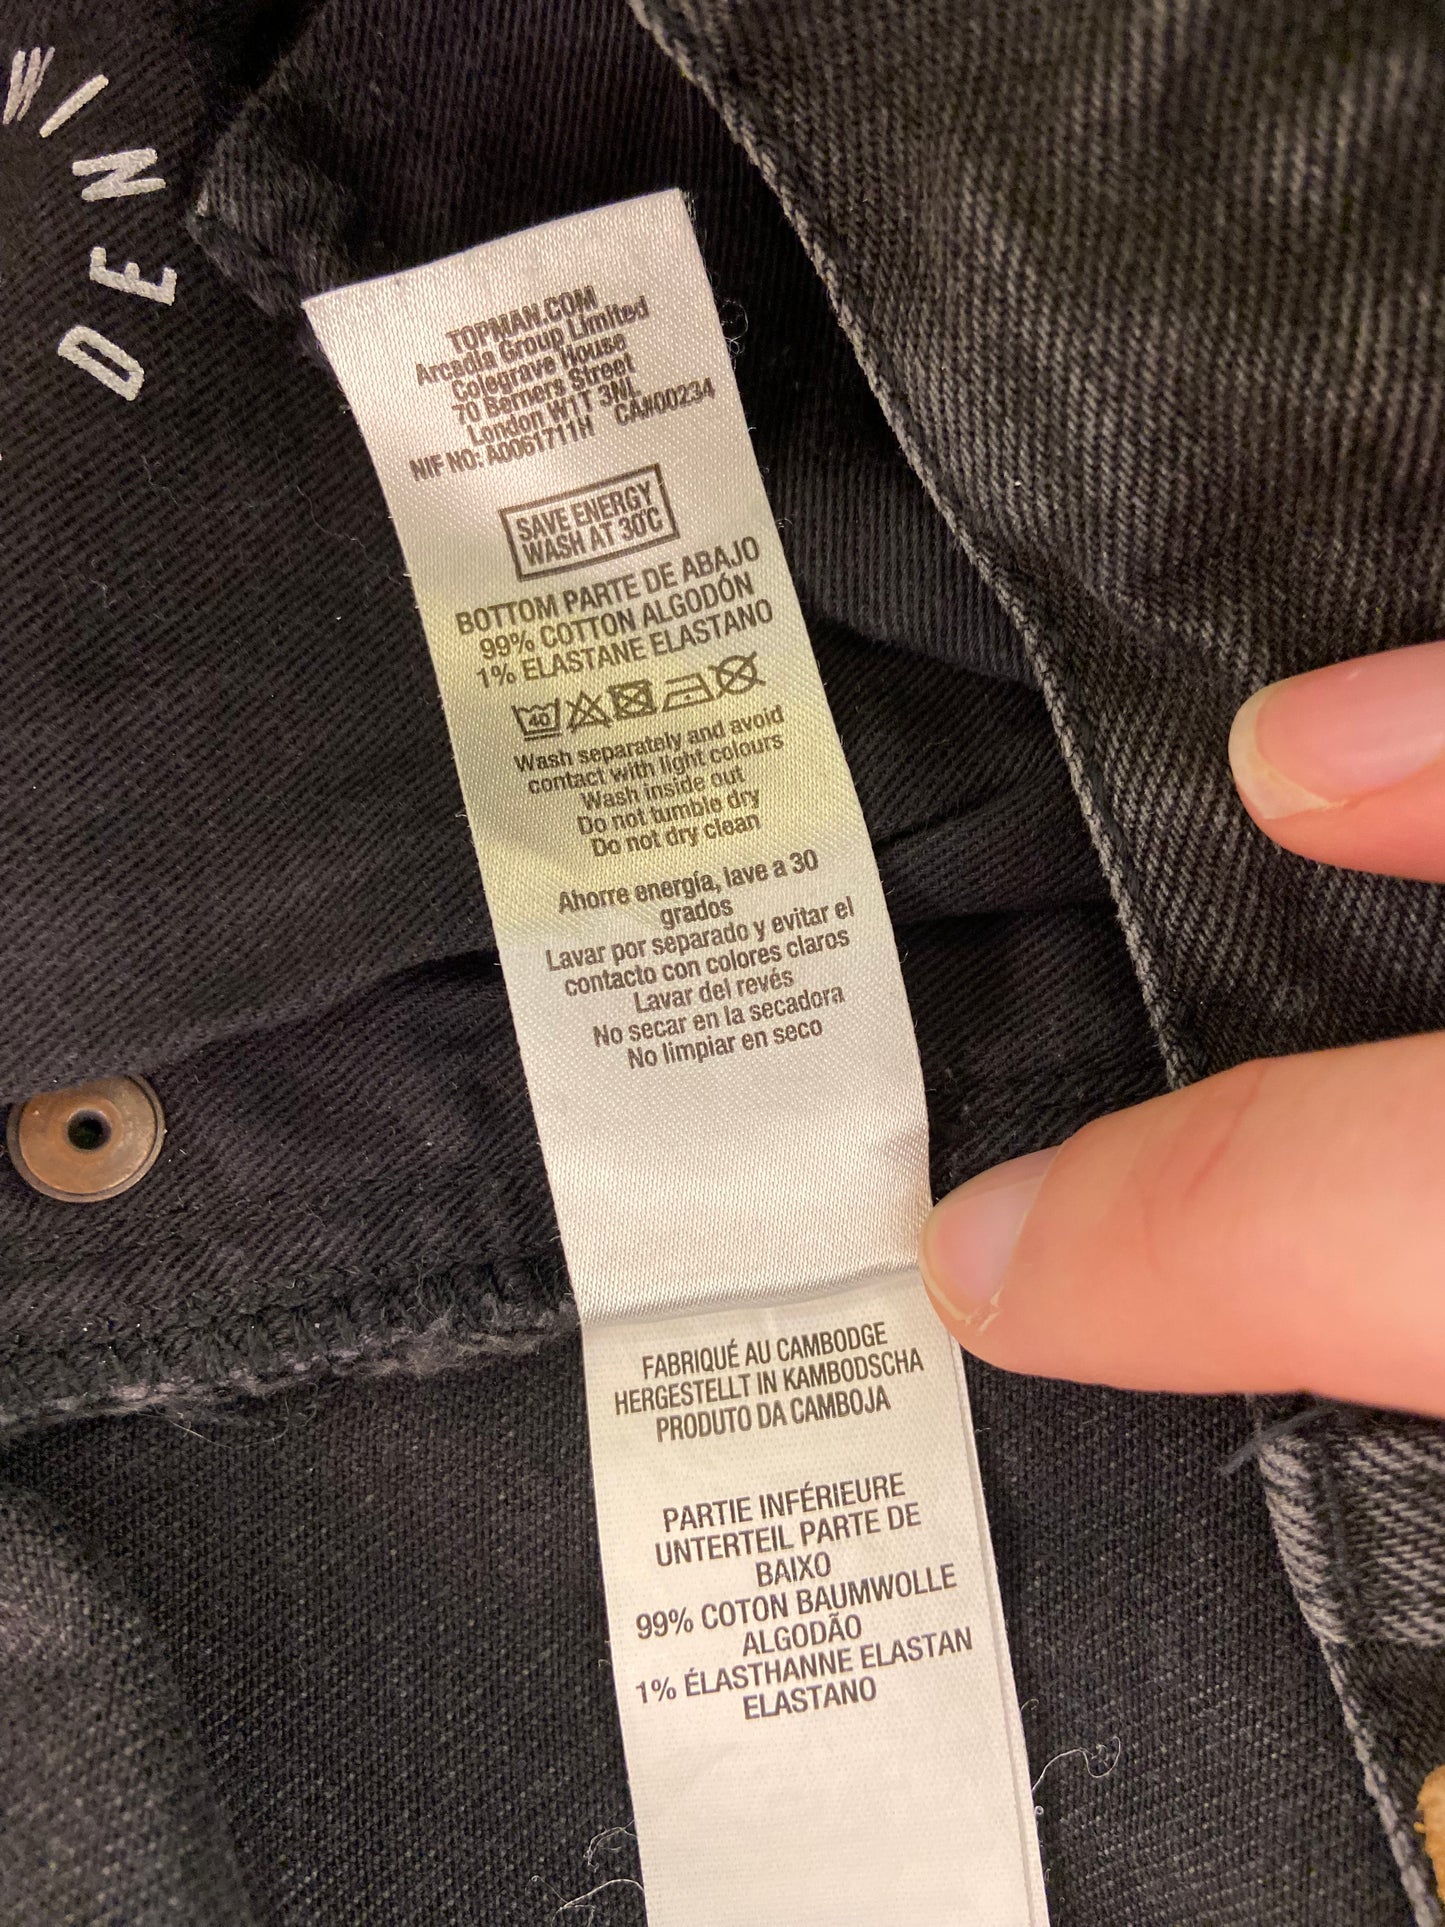 DENI
TOPMAN.COM
Arcadia Group Limited
Colegrave House
70 Berners Street
London W1T 3NL
NIF NO: A0061711H CA#00234
SAVE ENERGY
WASH AT 30°C
BOTTOM PARTE DE ABAJO
99% COTTON ALGODÓN
1% ELASTANE ELASTANO
40
Wash separately and avoid
contact with light colours
Wash inside out
Do not tumble dry
Do not dry clean
Ahorre energía, lave a 30
grados
Lavar por separado y evitar el
contacto con colores claros
Lavar del revés
No secar en la secadora
No limpiar en seco
FABRIQUÉ AU CAMBODGE
HERGESTELLT IN KAMBODSCHA
PRODUTO DA CAMBOJA
PARTIE INFÉRIEURE
UNTERTEIL PARTE DE
BAIXO
99% COTON BAUMWOLLE
ALGODÃO
1% ÉLASTHANNE ELASTAN
ELASTANO